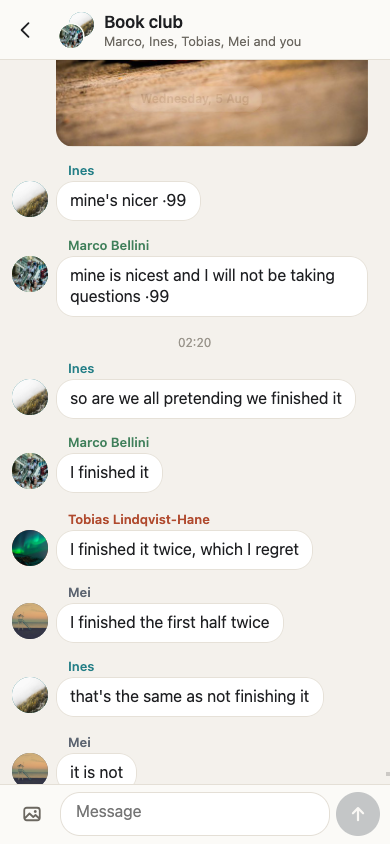 Book club
Marco, Ines, Tobias, Mei and you
Wednesday, 5 Aug
Ines
mine's nicer ·99
Marco Bellini
mine is nicest and I will not be taking
questions ·99
02:20
Ines
so are we all pretending we finished it
Marco Bellini
I finished it
Tobias Lindqvist-Hane
I finished it twice, which I regret
Mei
I finished the first half twice
Ines
that's the same as not finishing it
Mei
it is not
Message